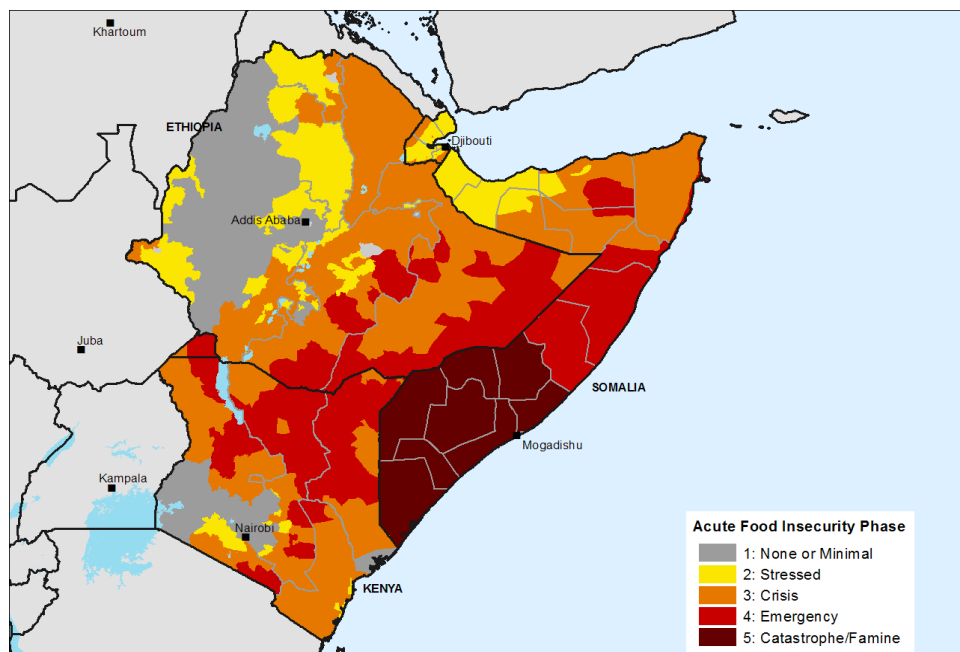 Khartoum
ETHIOPIA
Djibouti
Addis Ababa
Juba
SOMALIA
Mogadishu
Kampala
Nairobi
KENYA
Acute Food Insecurity Phase
1: None or Minimal
2: Stressed
3: Crisis
4: Emergency
5: Catastrophe/Famine